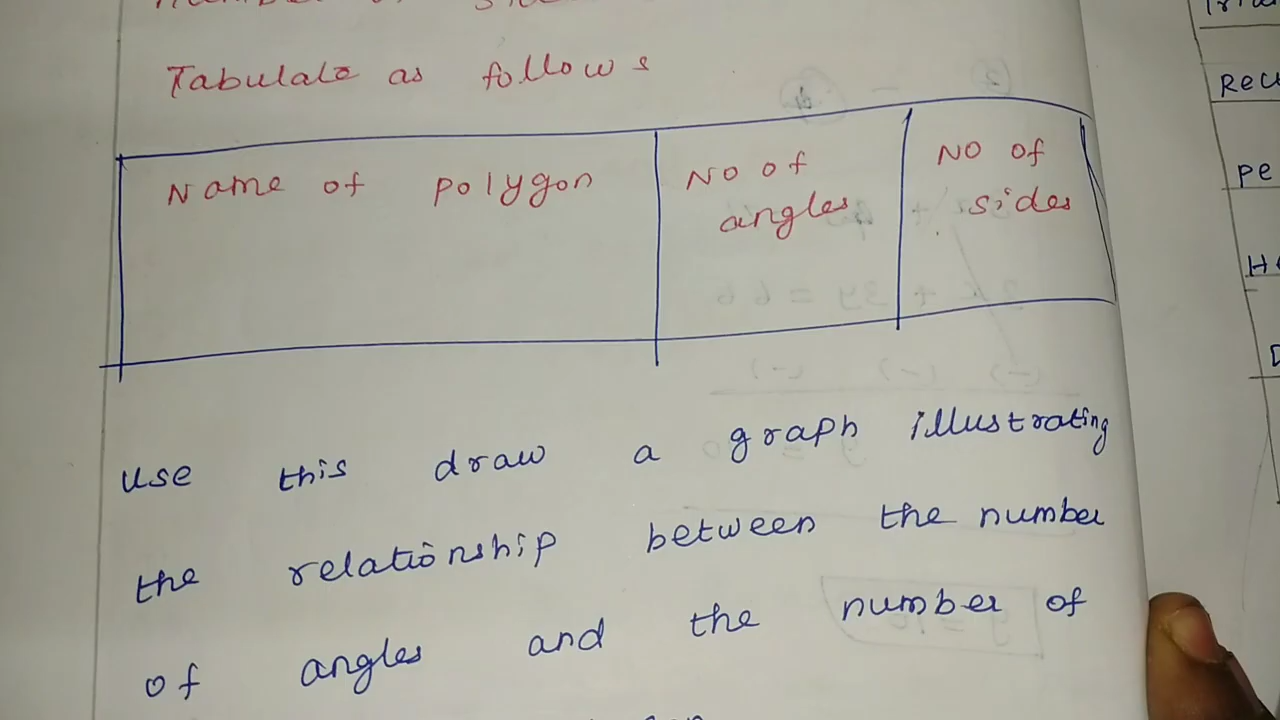 Tabulate as follows
Name of polygon
No of
angles
No of
sides
use this draw a graph illustrating
the relationship between the number
of angles and the number of